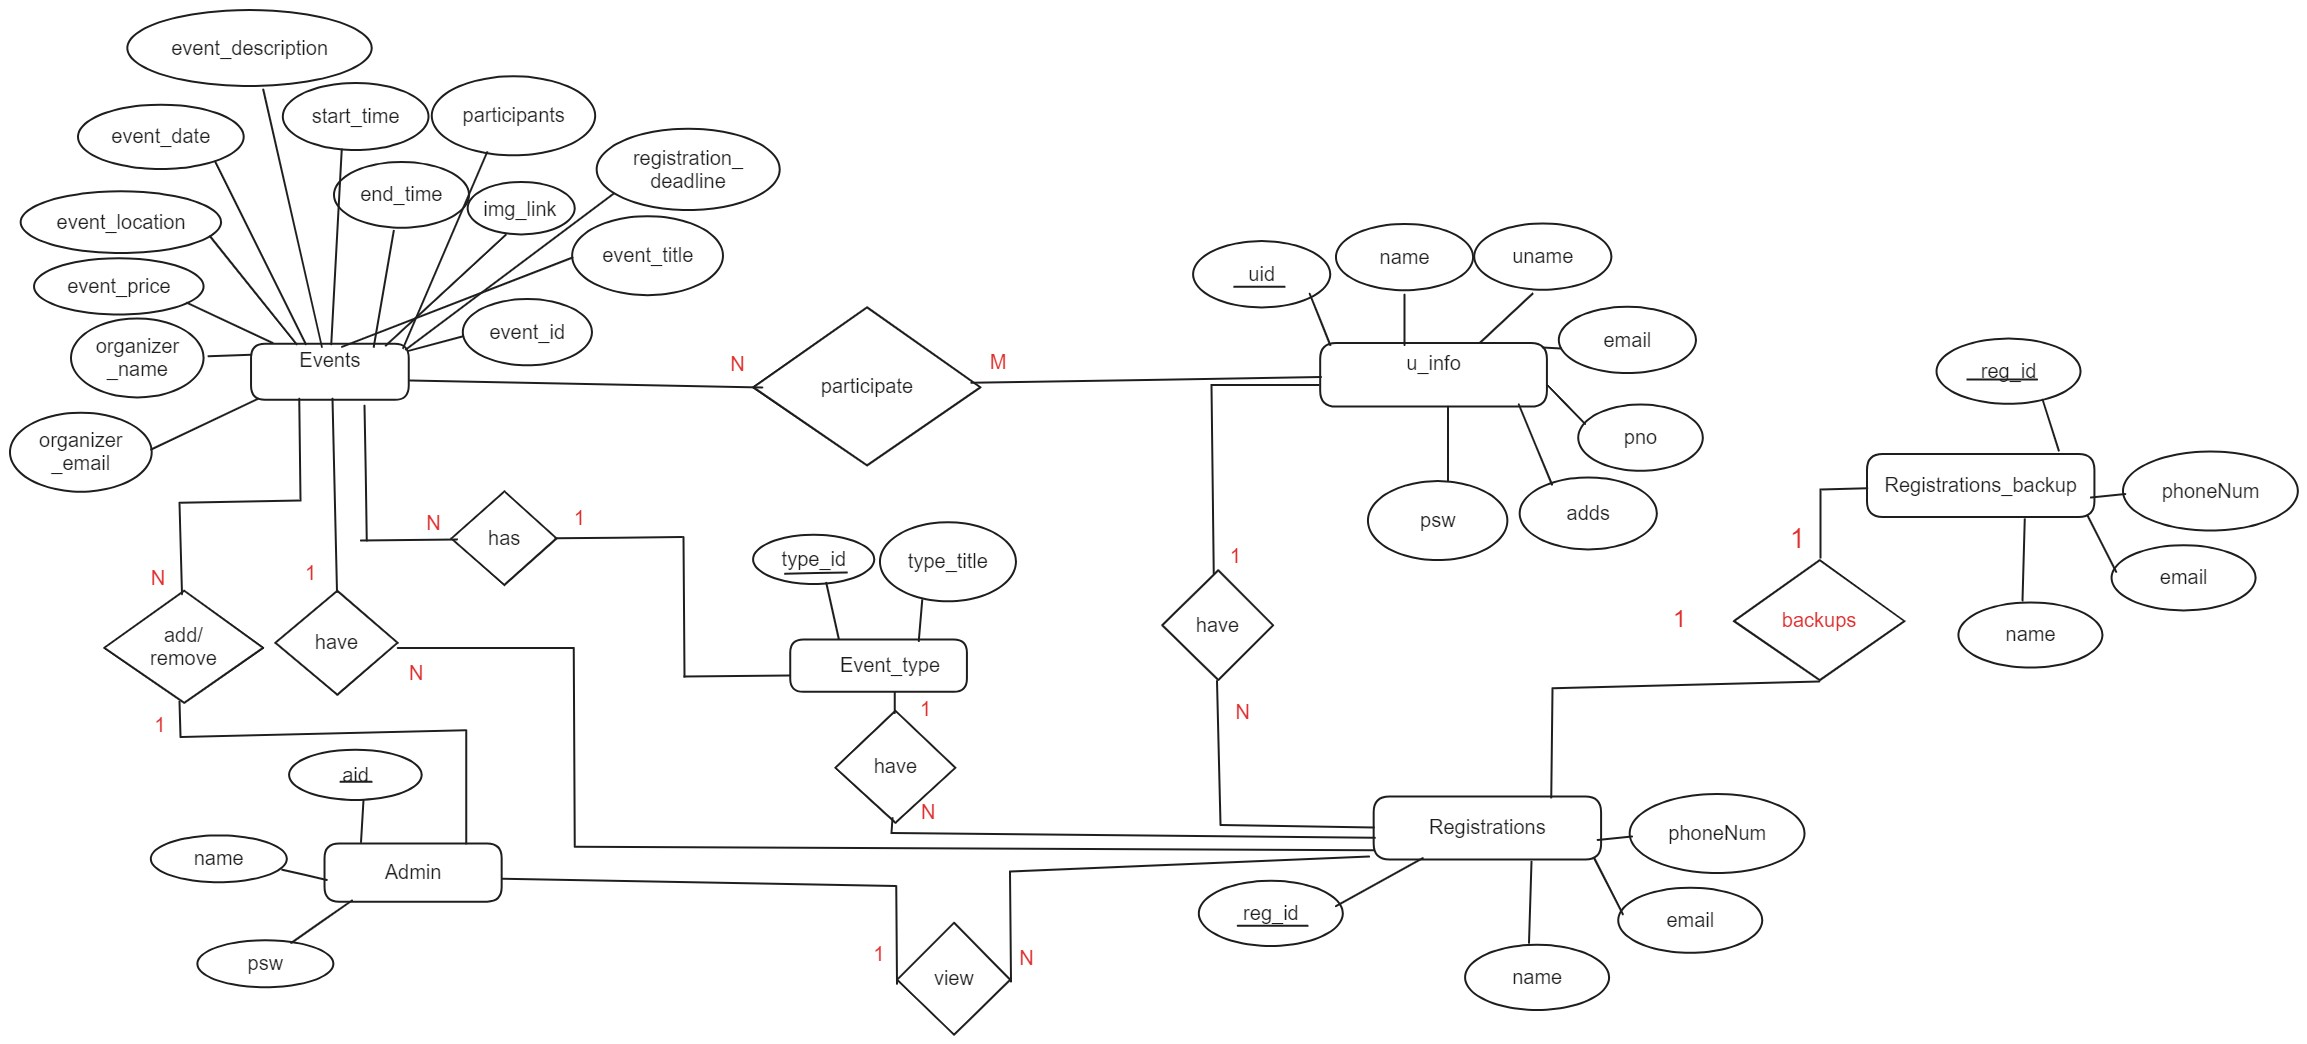 event_description
start_time
participants
event_date
registration_
deadline
end_time
img_link
event_location
event_title
event_price
event_id
organizer
_name
Events
organizer
_email
N
participate
M
uid
name
uname
email
u_info
pno
psw
adds
reg_id
Registrations_backup
phoneNum
email
name
1
1
backups
N
has
1
type_id
type_title
Event_type
1
have
N
N
add/
remove
1
1
have
N
1
have
N
aid
name
Admin
psw
1
view
N
Registrations
phoneNum
reg_id
email
name